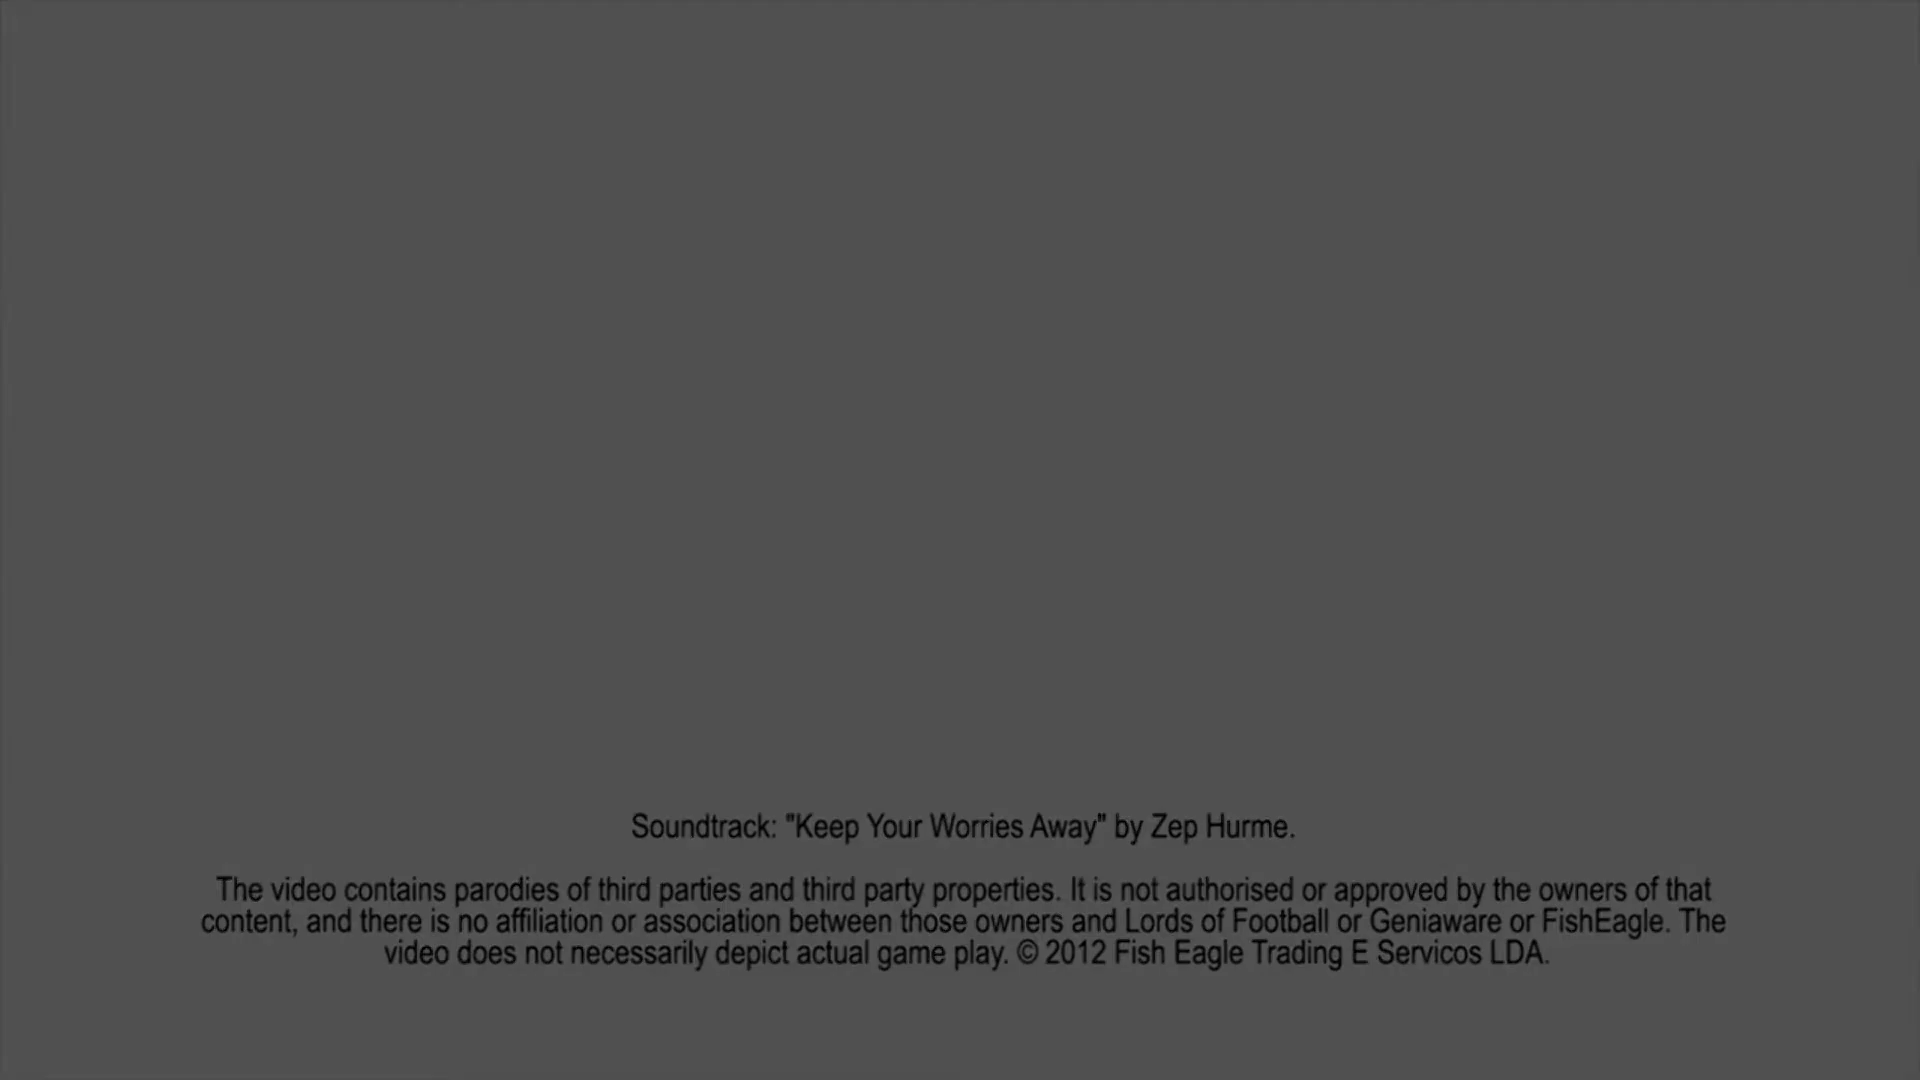 Soundtrack: "Keep Your Worries Away" by Zep Hurme.
The video contains parodies of third parties and third party properties. It is not authorised or approved by the owners of that
content, and there is no affiliation or association between those owners and Lords of Football or Geniaware or FishEagle. The
video does not necessarily depict actual game play. © 2012 Fish Eagle Trading E Servicos LDA.